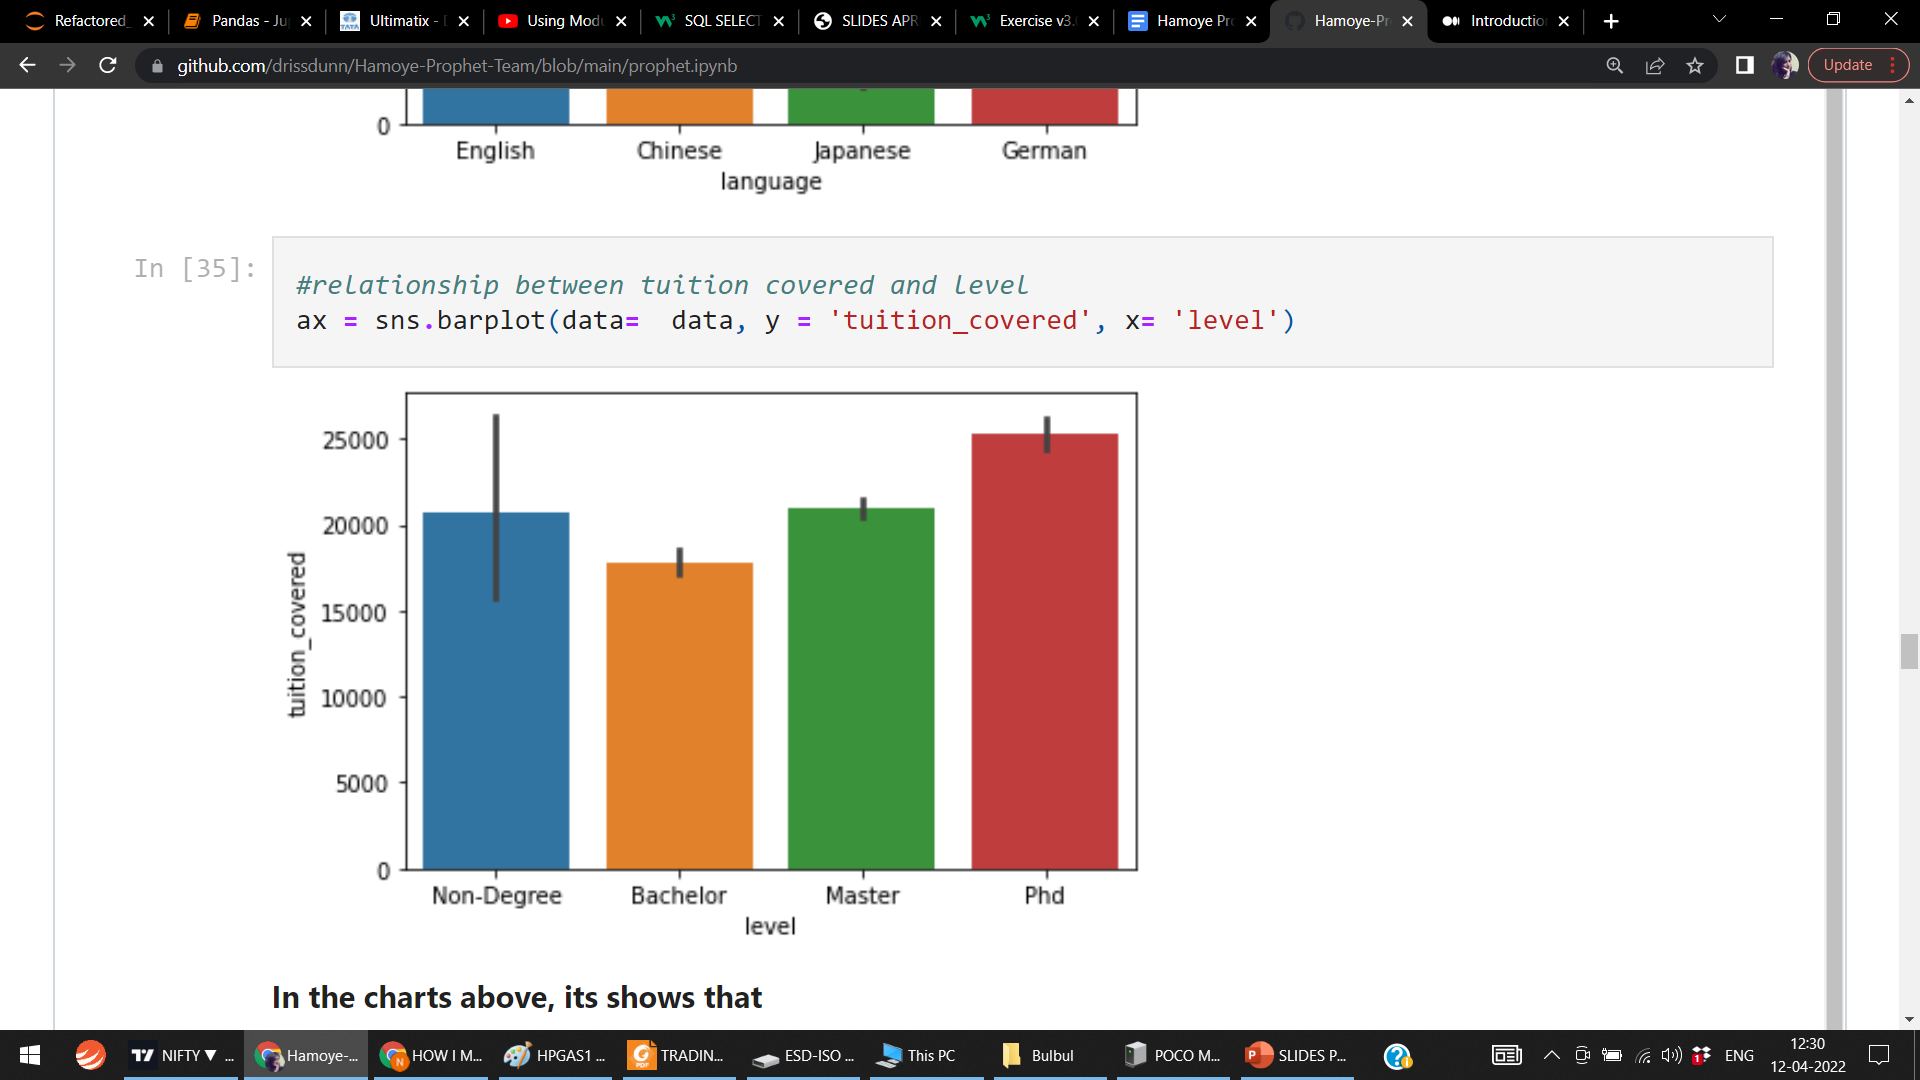 Refactored_
Pandas - Ju
Ultimatix - D
Using Modu
SQL SELECT
SLIDES APR
Exercise v3.
Hamoye Pro
Hamoye-Pr
Introduction
github.com/drissdunn/Hamoye-Prophet-Team/blob/main/prophet.ipynb
Update
0
English
Chinese
Japanese
German
language
In [35]:
#relationship between tuition covered and level
ax = sns.barplot(data=  data, y = 'tuition_covered', x= 'level')
25000
20000
15000
10000
5000
0
tuition_covered
Non-Degree
Bachelor
Master
Phd
level
In the charts above, its shows that
NIFTY ▼ ...
Hamoye-...
HOW I M...
HPGAS1 ...
TRADIN...
ESD-ISO ...
This PC
Bulbul
POCO M...
SLIDES P...
ENG
12:30
12-04-2022